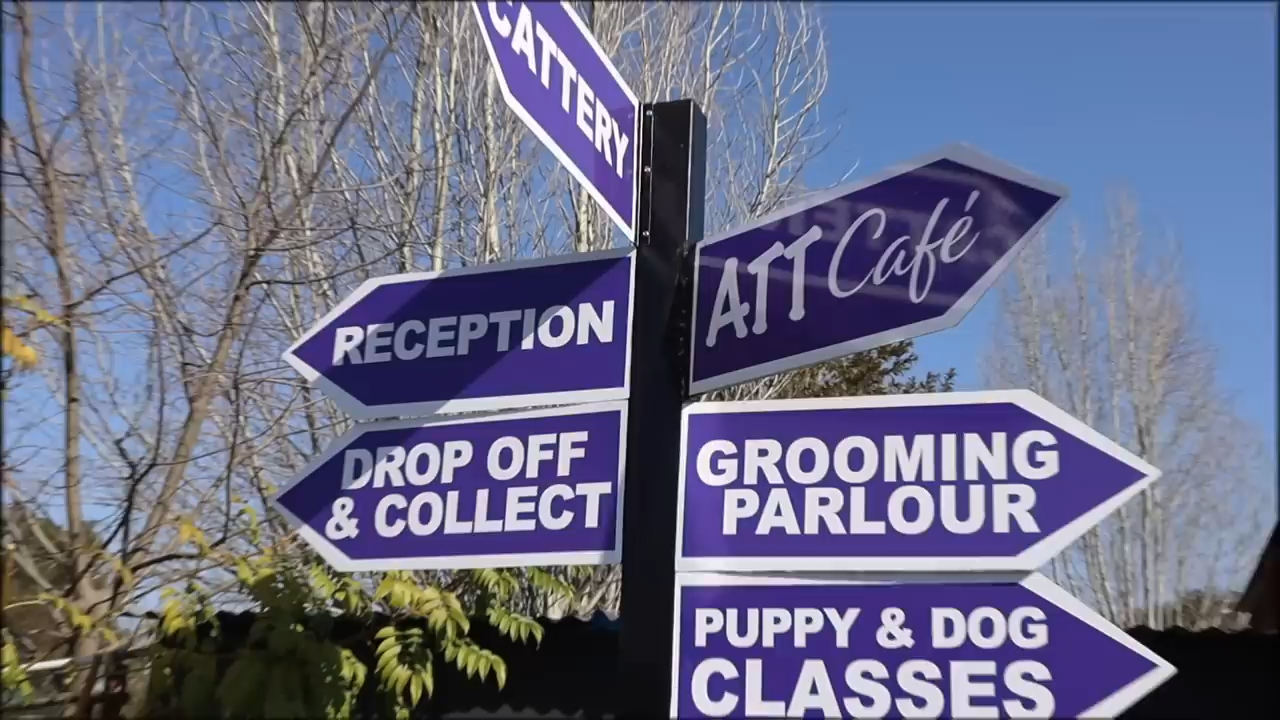 CATTERY
ATT Café
RECEPTION
DROP OFF
& COLLECT
GROOMING
PARLOUR
PUPPY & DOG
CLASSES